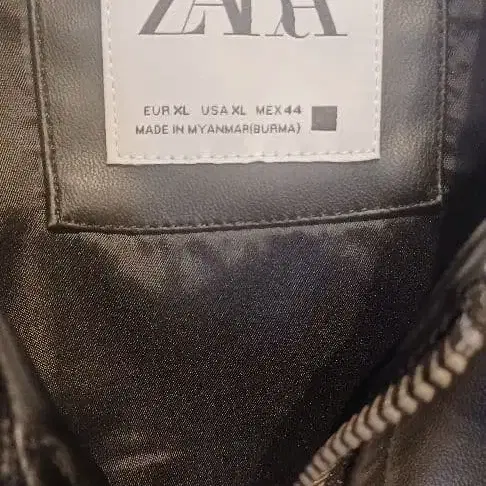 ZARA
EUR XL USA XL MEX 44
MADE IN MYANMAR(BURMA)